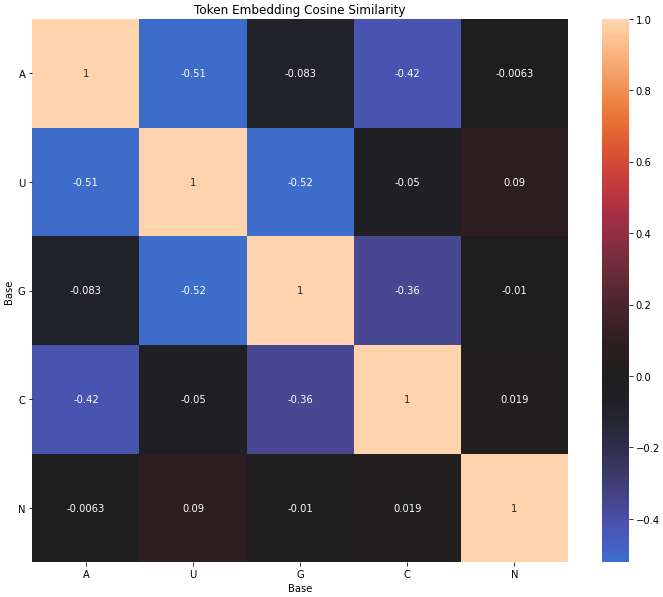 Token Embedding Cosine Similarity
A 1 -0.51 -0.083 -0.42 -0.0063
U -0.51 1 -0.52 -0.05 0.09
G -0.083 -0.52 1 -0.36 -0.01
C -0.42 -0.05 -0.36 1 0.019
N -0.0063 0.09 -0.01 0.019 1
Base
A U G C N
Base
1.0
0.8
0.6
0.4
0.2
0.0
−0.2
−0.4